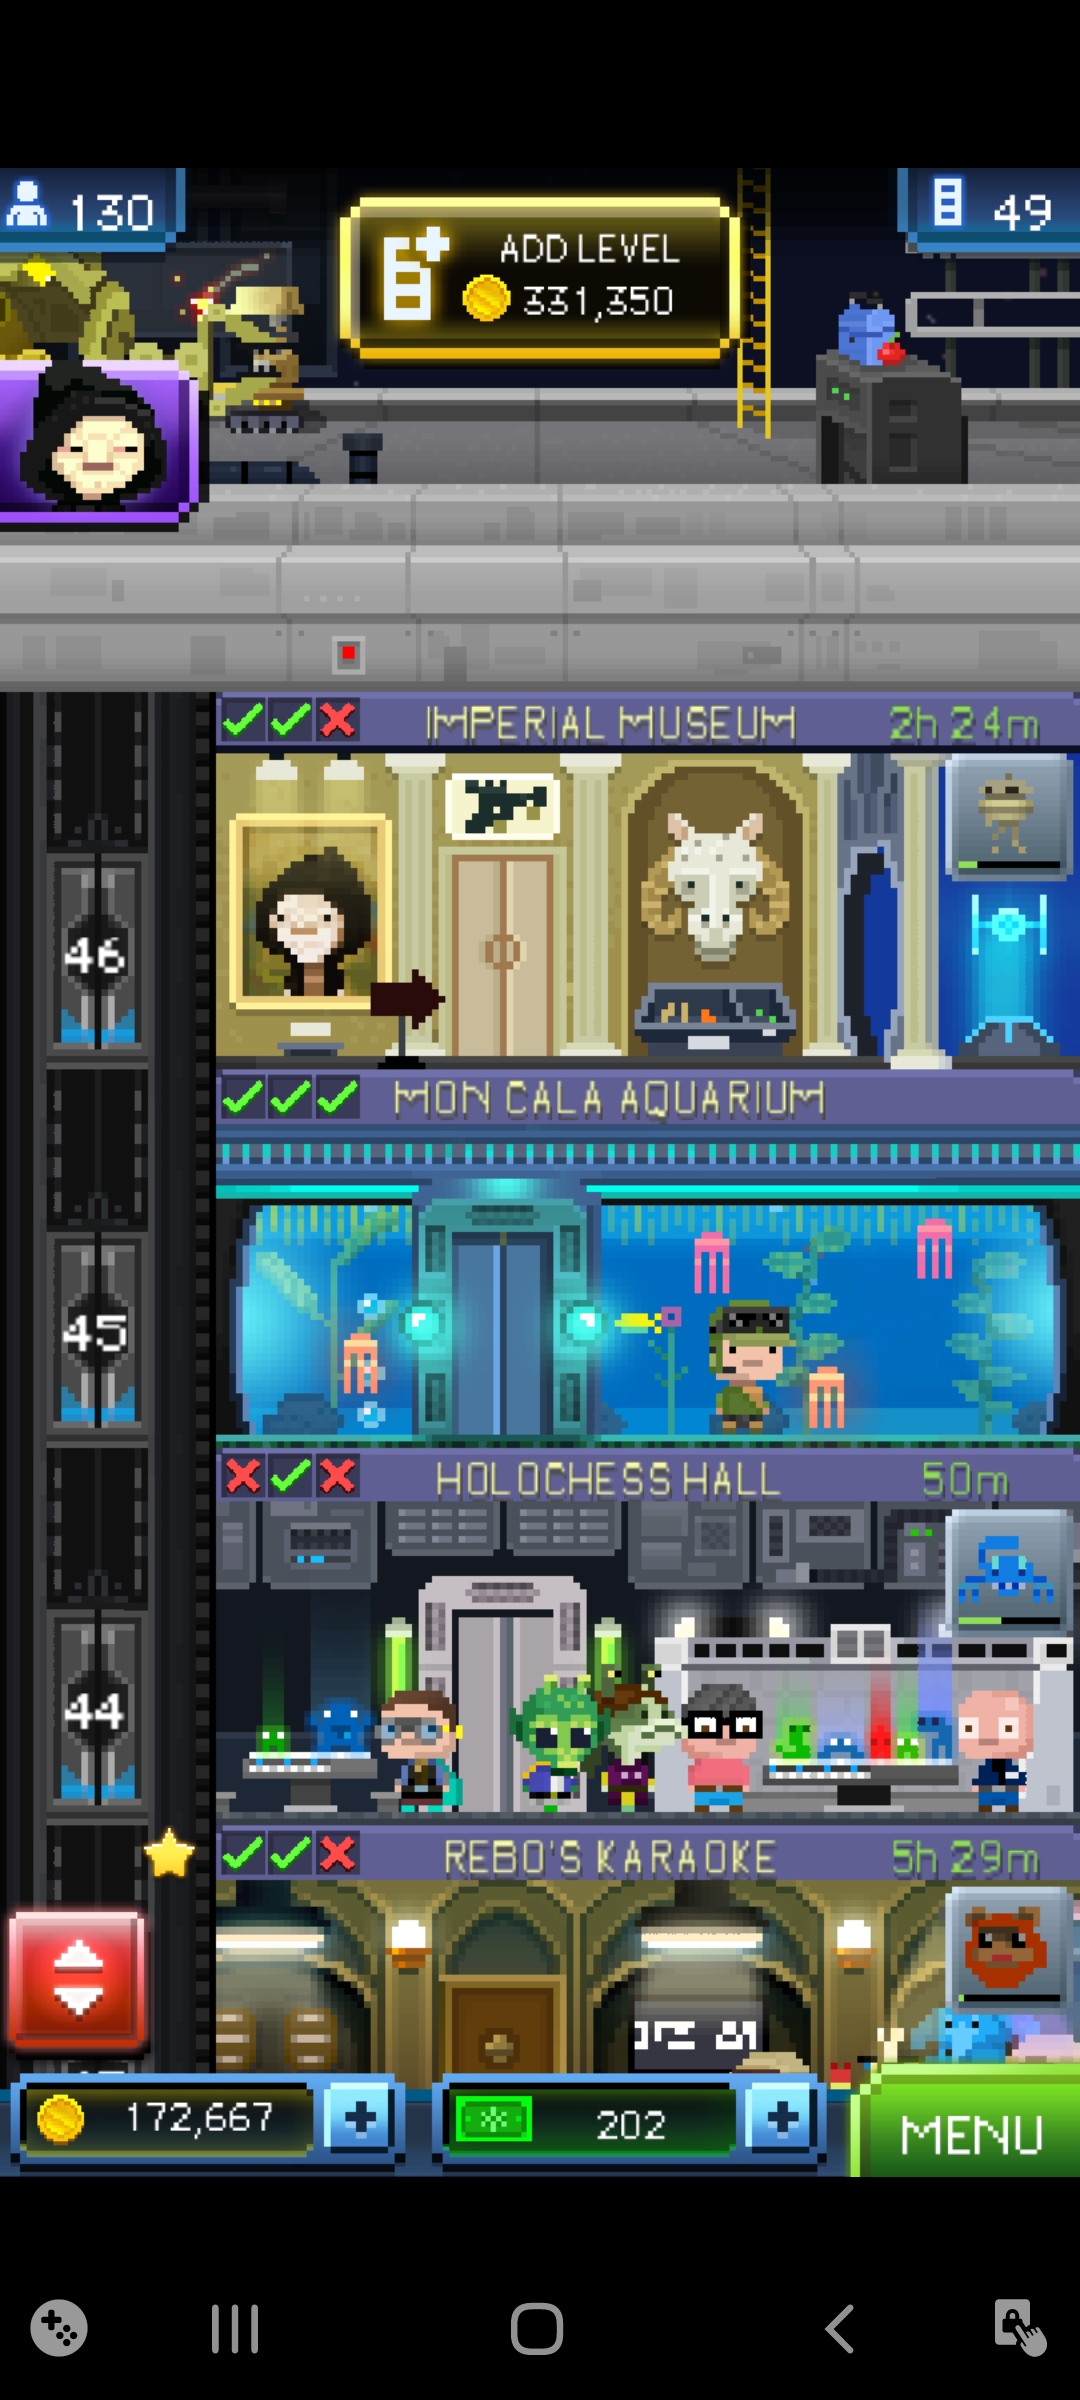 130
ADD LEVEL
331,350
49
IMPERIAL MUSEUM 2h 24m
46
MON CALA AQUARIUM
45
HOLOCHESS HALL 50m
44
REBO'S KARAOKE 5h 29m
172,667
202
MENU